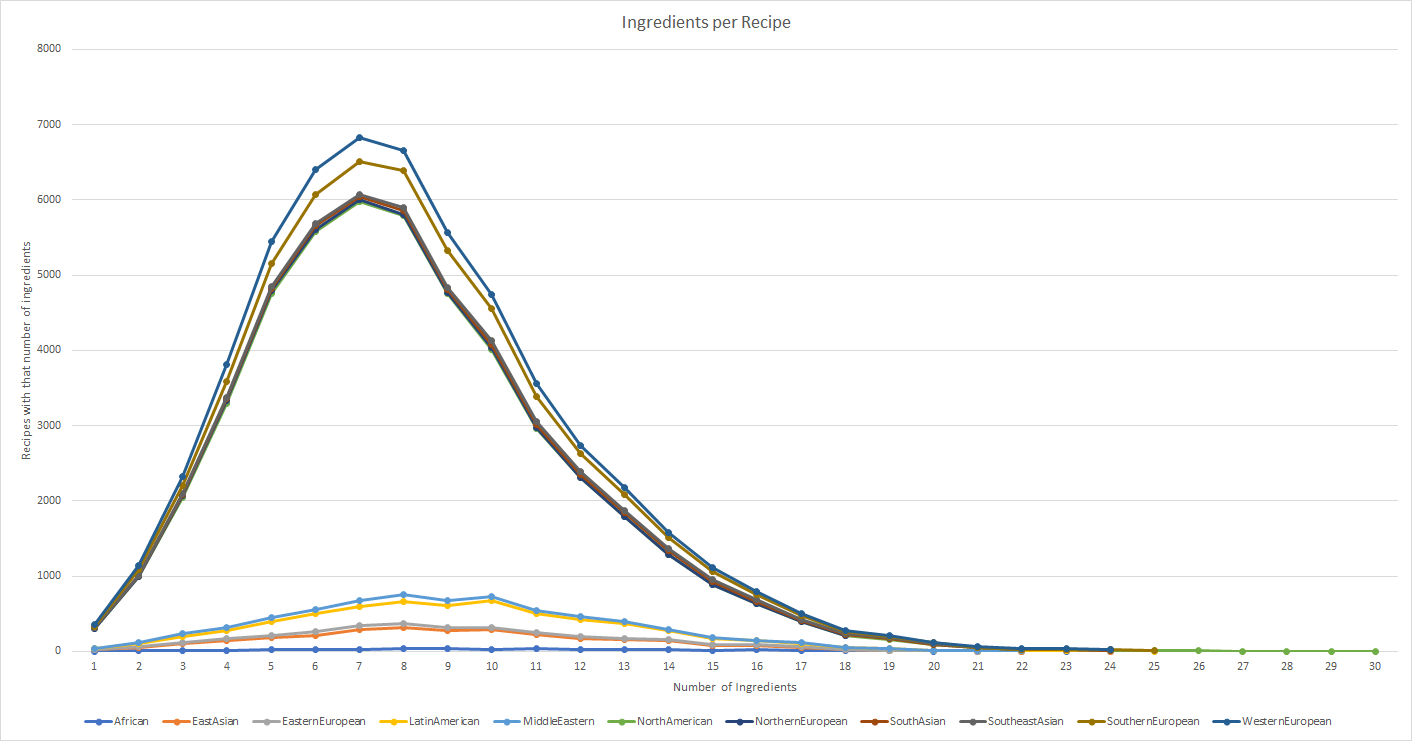 Ingredients per Recipe
8000
7000
6000
5000
4000
3000
2000
1000
0
Recipes with that number of ingredients
1 2 3 4 5 6 7 8 9 10 11 12 13 14 15 16 17 18 19 20 21 22 23 24 25 26 27 28 29 30
Number of Ingredients
African EastAsian EasternEuropean LatinAmerican MiddleEastern NorthAmerican NorthernEuropean SouthAsian SoutheastAsian SouthernEuropean WesternEuropean